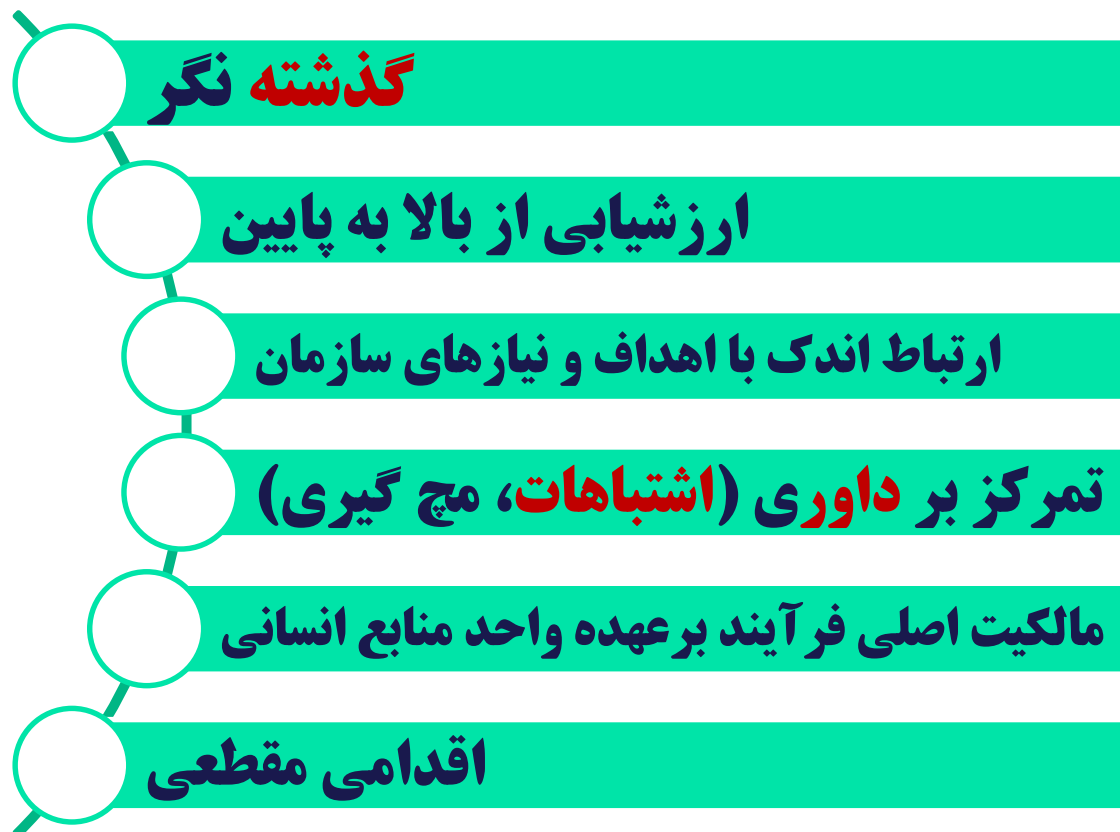 گذشته نگر
ارزشیابی از بالا به پایین
ارتباط اندک با اهداف و نیازهای سازمان
تمرکز بر داوری (اشتباهات، مچ گیری)
مالکیت اصلی فرآیند برعهده واحد منابع انسانی
اقدامی مقطعی